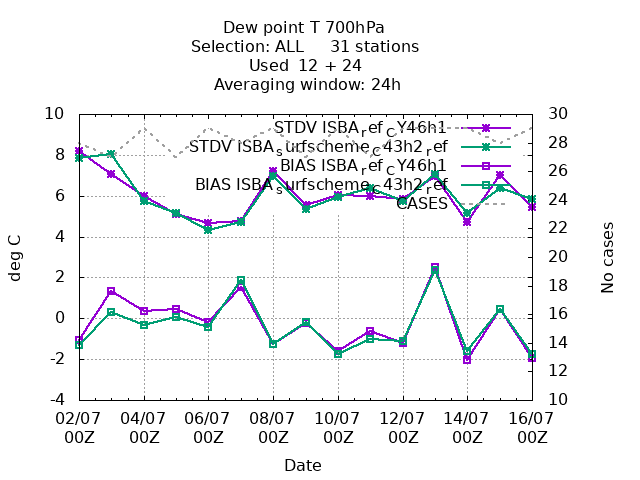 Dew point T 700hPa
Selection: ALL 31 stations
Used 12 + 24
Averaging window: 24h
10 30
STDV ISBA_ref_CY46h1
28
STDV ISBA_surfscheme_C43h2_ref
8
BIAS ISBA_ref_CY46h1
26
BIAS ISBA_surfscheme_C43h2_ref
6
CASES
24
4 22
20
2
18
0
16
-2 14
12
-4 10
deg C
No cases
02/07 04/07 06/07 08/07 10/07 12/07 14/07 16/07
00Z 00Z 00Z 00Z 00Z 00Z 00Z 00Z
Date